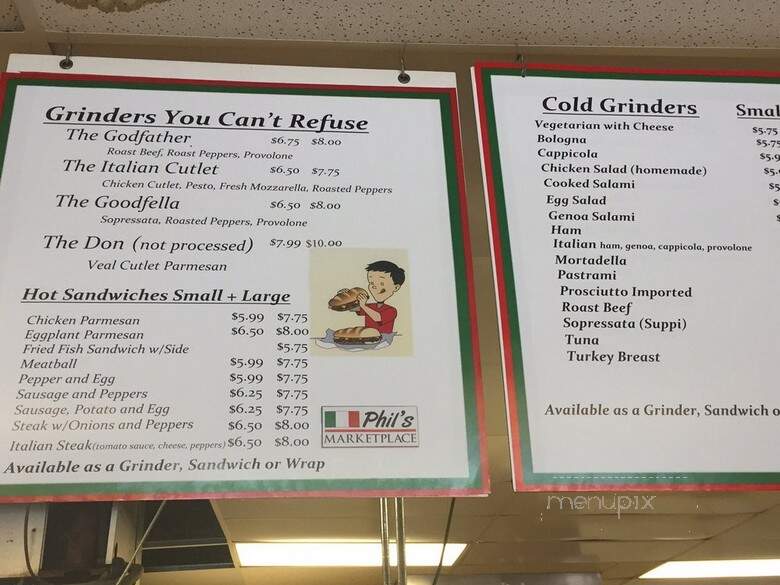 Grinders You Can't Refuse
The Godfather $6.75 $8.00
Roast Beef, Roast Peppers, Provolone
The Italian Cutlet $6.50 $7.75
Chicken Cutlet, Pesto, Fresh Mozzarella, Roasted Peppers
The Goodfella $6.50 $8.00
Sopressata, Roasted Peppers, Provolone
The Don (not processed) $7.99 $10.00
Veal Cutlet Parmesan
Hot Sandwiches Small + Large
Chicken Parmesan $5.99 $7.75
Eggplant Parmesan $6.50 $8.00
Fried Fish Sandwich w/Side $5.75
Meatball $5.99 $7.75
Pepper and Egg $5.99 $7.75
Sausage and Peppers $6.25 $7.75
Sausage, Potato and Egg $6.25 $7.75
Steak w/Onions and Peppers $6.50 $8.00
Italian Steak(tomato sauce, cheese, peppers) $6.50 $8.00
Available as a Grinder, Sandwich or Wrap
Phil's
MARKETPLACE
Cold Grinders Smal
Vegetarian with Cheese $5.75
Bologna $5.75
Cappicola $5.9
Chicken Salad (homemade) $5.
Cooked Salami $5
Egg Salad $
Genoa Salami $
Ham
Italian ham, genoa, cappicola, provolone
Mortadella
Pastrami
Prosciutto Imported
Roast Beef
Sopressata (Suppi)
Tuna
Turkey Breast
Available as a Grinder, Sandwich o
menupix